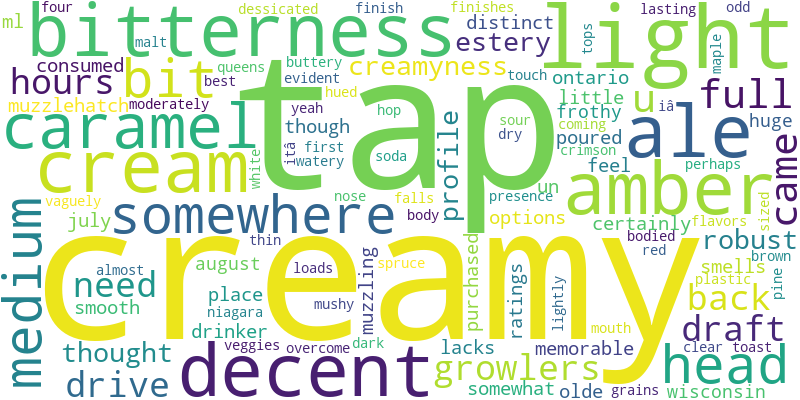 four
dessicated
finish
finishes
lasting
odd
ml
bitterness
distinct
light
tops
maple
malt
estery
consumed
queens
buttery
creamyness
touch
ontario
hours
bit
best
evident
tap
little
u
full
iâ
muzzlehatch
moderately
hued
hop
sour
frothy
coming
huge
caramel
yeah
though
dry
poured
crimson
ale
came
itâ
first
watery
soda
profile
feel
perhaps
cream
white
un
amber
vaguely
nose
falls
presence
july
somewhere
body
options
certainly
sized
flavors
medium
thin
creamy
bodied
robust
red
brown
almost
august
loads
spruce
muzzling
purchased
smells
need
place
lightly
plastic
pine
smooth
niagara
mushy
ratings
back
drinker
mouth
draft
thought
veggies
overcome
dark
lacks
memorable
clear
toast
head
drive
decent
growlers
somewhat
olde
grains
wisconsin